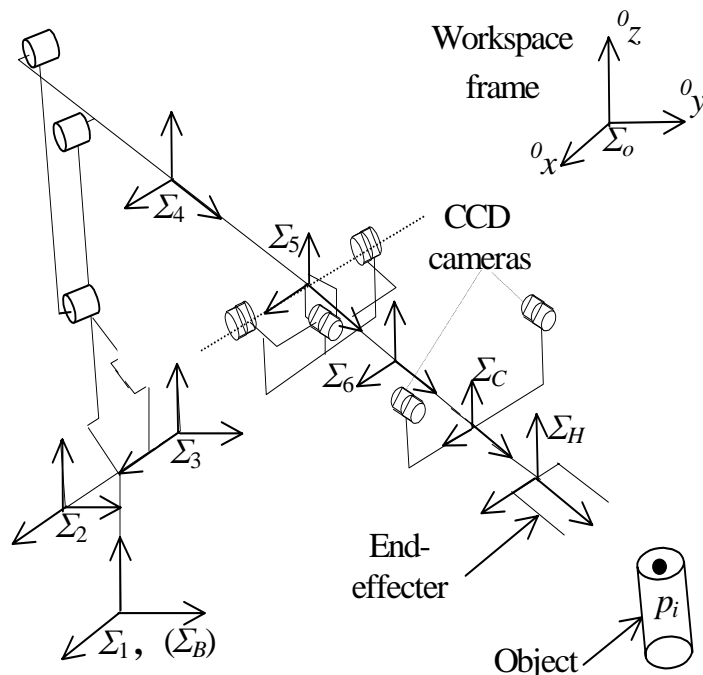 Workspace
frame
⁰z
⁰y
⁰x
Σo
Σ4
CCD
cameras
Σ5
Σ6
ΣC
ΣH
Σ3
Σ2
End-
effecter
Σ1, (ΣB)
pi
Object